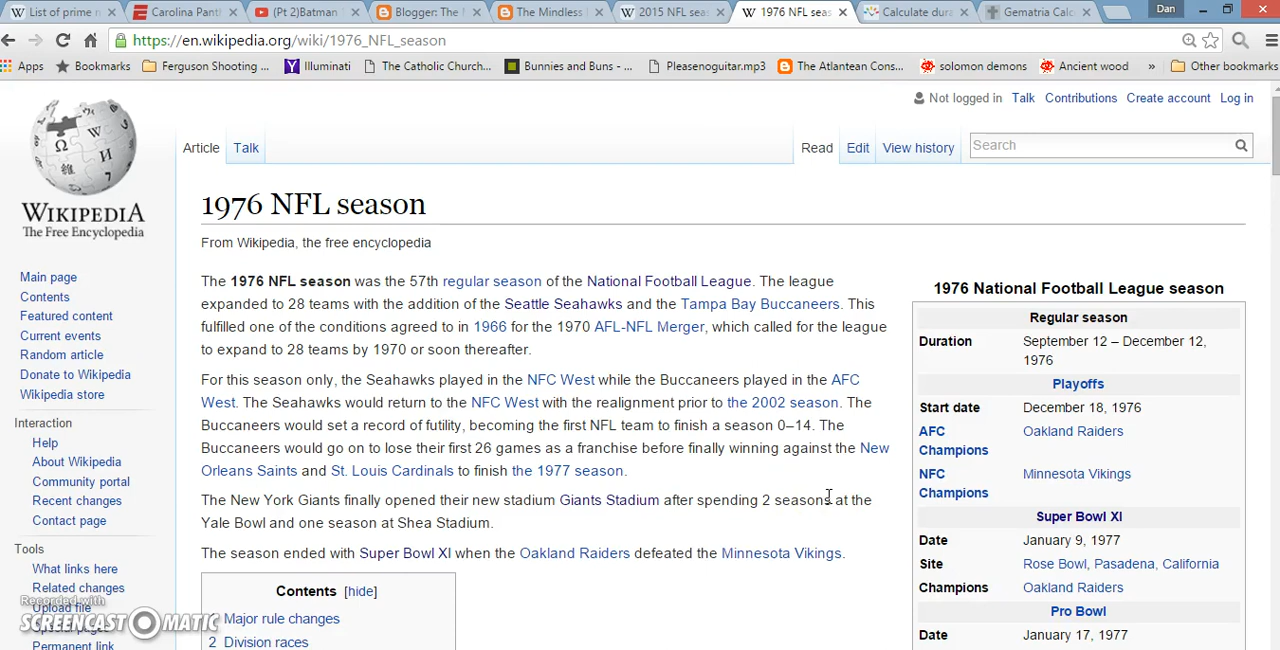 List of prime n
Carolina Pant
(Pt 2)Batman
Blogger: The
The Mindless
2015 NFL sea
1976 NFL seas
Calculate dura
Gematria Calc
Dan
https://en.wikipedia.org/wiki/1976_NFL_season
Apps
Bookmarks
Ferguson Shooting ...
Illuminati
The Catholic Church...
Bunnies and Buns - ...
Pleasenoguitar.mp3
The Atlantean Cons...
solomon demons
Ancient wood
»
Other bookmarks
Not logged in Talk Contributions Create account Log in
WIKIPEDIA
The Free Encyclopedia
Main page
Contents
Featured content
Current events
Random article
Donate to Wikipedia
Wikipedia store
Interaction
Help
About Wikipedia
Community portal
Recent changes
Contact page
Tools
What links here
Related changes
Upload file
Permanent link
Recorded with
SCREENCAST-O-MATIC
Article Talk
Read Edit View history
Search
1976 NFL season
From Wikipedia, the free encyclopedia
The 1976 NFL season was the 57th regular season of the National Football League. The league
expanded to 28 teams with the addition of the Seattle Seahawks and the Tampa Bay Buccaneers. This
fulfilled one of the conditions agreed to in 1966 for the 1970 AFL-NFL Merger, which called for the league
to expand to 28 teams by 1970 or soon thereafter.
For this season only, the Seahawks played in the NFC West while the Buccaneers played in the AFC
West. The Seahawks would return to the NFC West with the realignment prior to the 2002 season. The
Buccaneers would set a record of futility, becoming the first NFL team to finish a season 0–14. The
Buccaneers would go on to lose their first 26 games as a franchise before finally winning against the New
Orleans Saints and St. Louis Cardinals to finish the 1977 season.
The New York Giants finally opened their new stadium Giants Stadium after spending 2 seasons at the
Yale Bowl and one season at Shea Stadium.
The season ended with Super Bowl XI when the Oakland Raiders defeated the Minnesota Vikings.
Contents [hide]
Major rule changes
2 Division races
1976 National Football League season
Regular season
Duration September 12 – December 12,
1976
Playoffs
Start date December 18, 1976
AFC Oakland Raiders
Champions
NFC Minnesota Vikings
Champions
Super Bowl XI
Date January 9, 1977
Site Rose Bowl, Pasadena, California
Champions Oakland Raiders
Pro Bowl
Date January 17, 1977